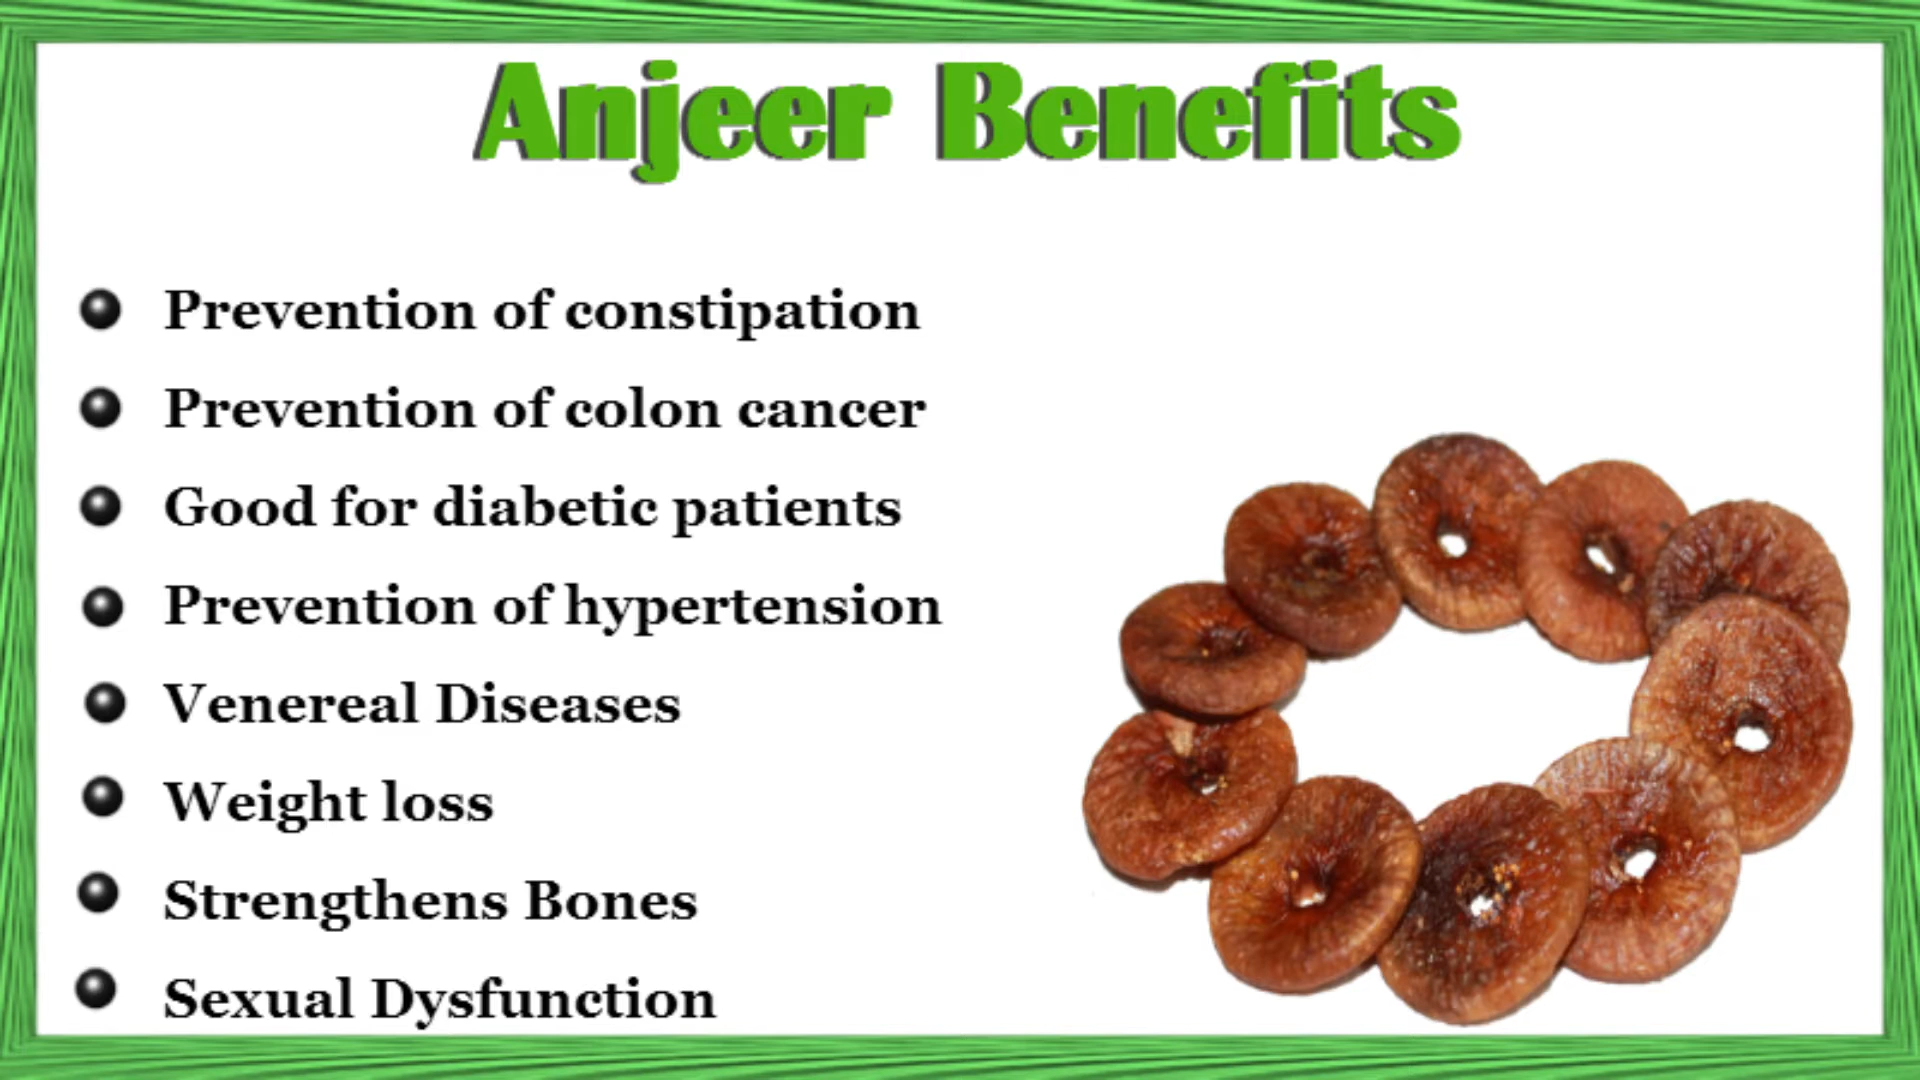 Anjeer Benefits
Prevention of constipation
Prevention of colon cancer
Good for diabetic patients
Prevention of hypertension
Venereal Diseases
Weight loss
Strengthens Bones
Sexual Dysfunction